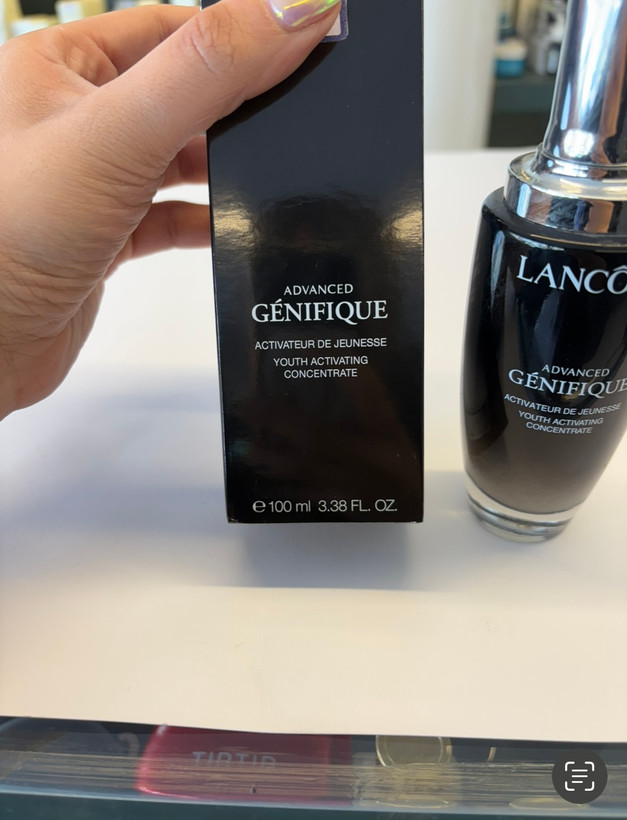 ADVANCED
GÉNIFIQUE
ACTIVATEUR DE JEUNESSE
YOUTH ACTIVATING
CONCENTRATE
℮ 100 ml 3.38 FL. OZ.
LANCÔ
ADVANCED
GÉNIFIQUE
ACTIVATEUR DE JEUNESSE
YOUTH ACTIVATING
CONCENTRATE
TIRTIR